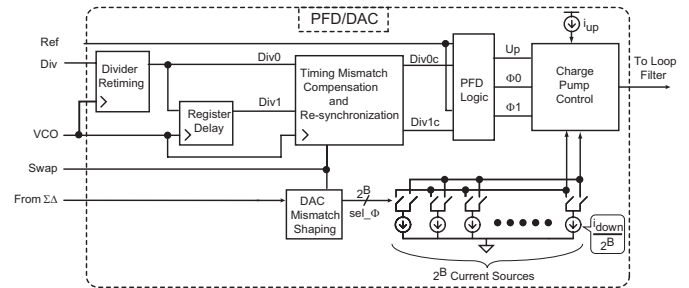 PFD/DAC
Ref
Div
VCO
Swap
From ΣΔ
Divider
Retiming
Register
Delay
Div0
Div1
Timing Mismatch
Compensation
and
Re-synchronization
Div0c
Div1c
PFD
Logic
Up
Φ0
Φ1
i_up
Charge
Pump
Control
To Loop
Filter
DAC
Mismatch
Shaping
2^B
sel_Φ
i_down
2^B
2^B Current Sources